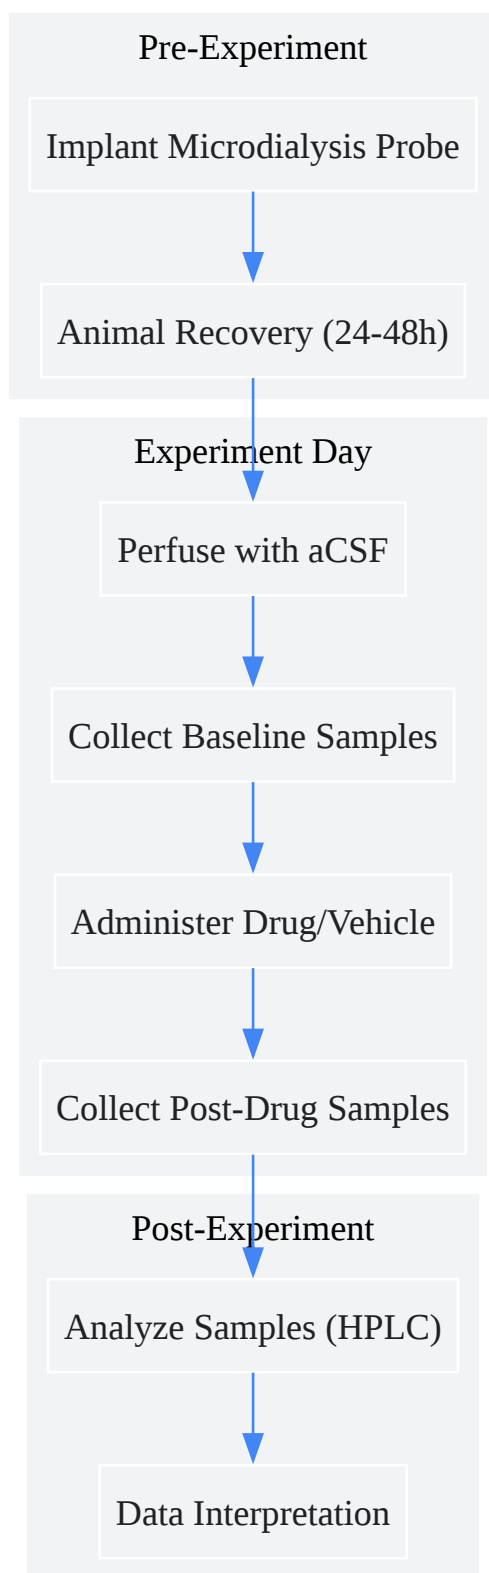 Pre-Experiment
Implant Microdialysis Probe
Animal Recovery (24-48h)
Experiment Day
Perfuse with aCSF
Collect Baseline Samples
Administer Drug/Vehicle
Collect Post-Drug Samples
Post-Experiment
Analyze Samples (HPLC)
Data Interpretation